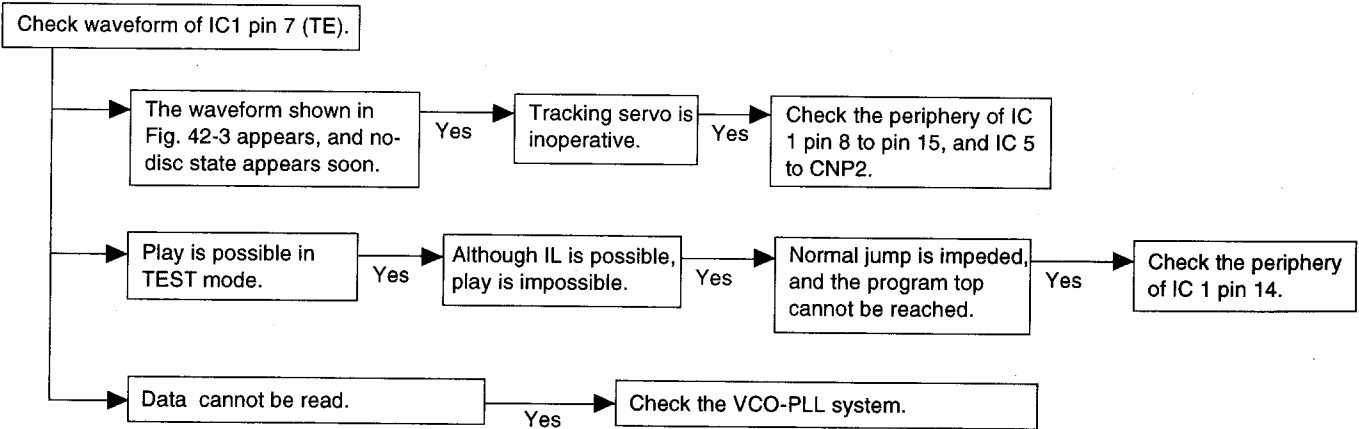 Check waveform of IC1 pin 7 (TE).
The waveform shown in
Fig. 42-3 appears, and no-
disc state appears soon.
Yes
Tracking servo is
inoperative.
Yes
Check the periphery of IC
1 pin 8 to pin 15, and IC 5
to CNP2.
Play is possible in
TEST mode.
Yes
Although IL is possible,
play is impossible.
Yes
Normal jump is impeded,
and the program top
cannot be reached.
Yes
Check the periphery
of IC 1 pin 14.
Data cannot be read.
Yes
Check the VCO-PLL system.